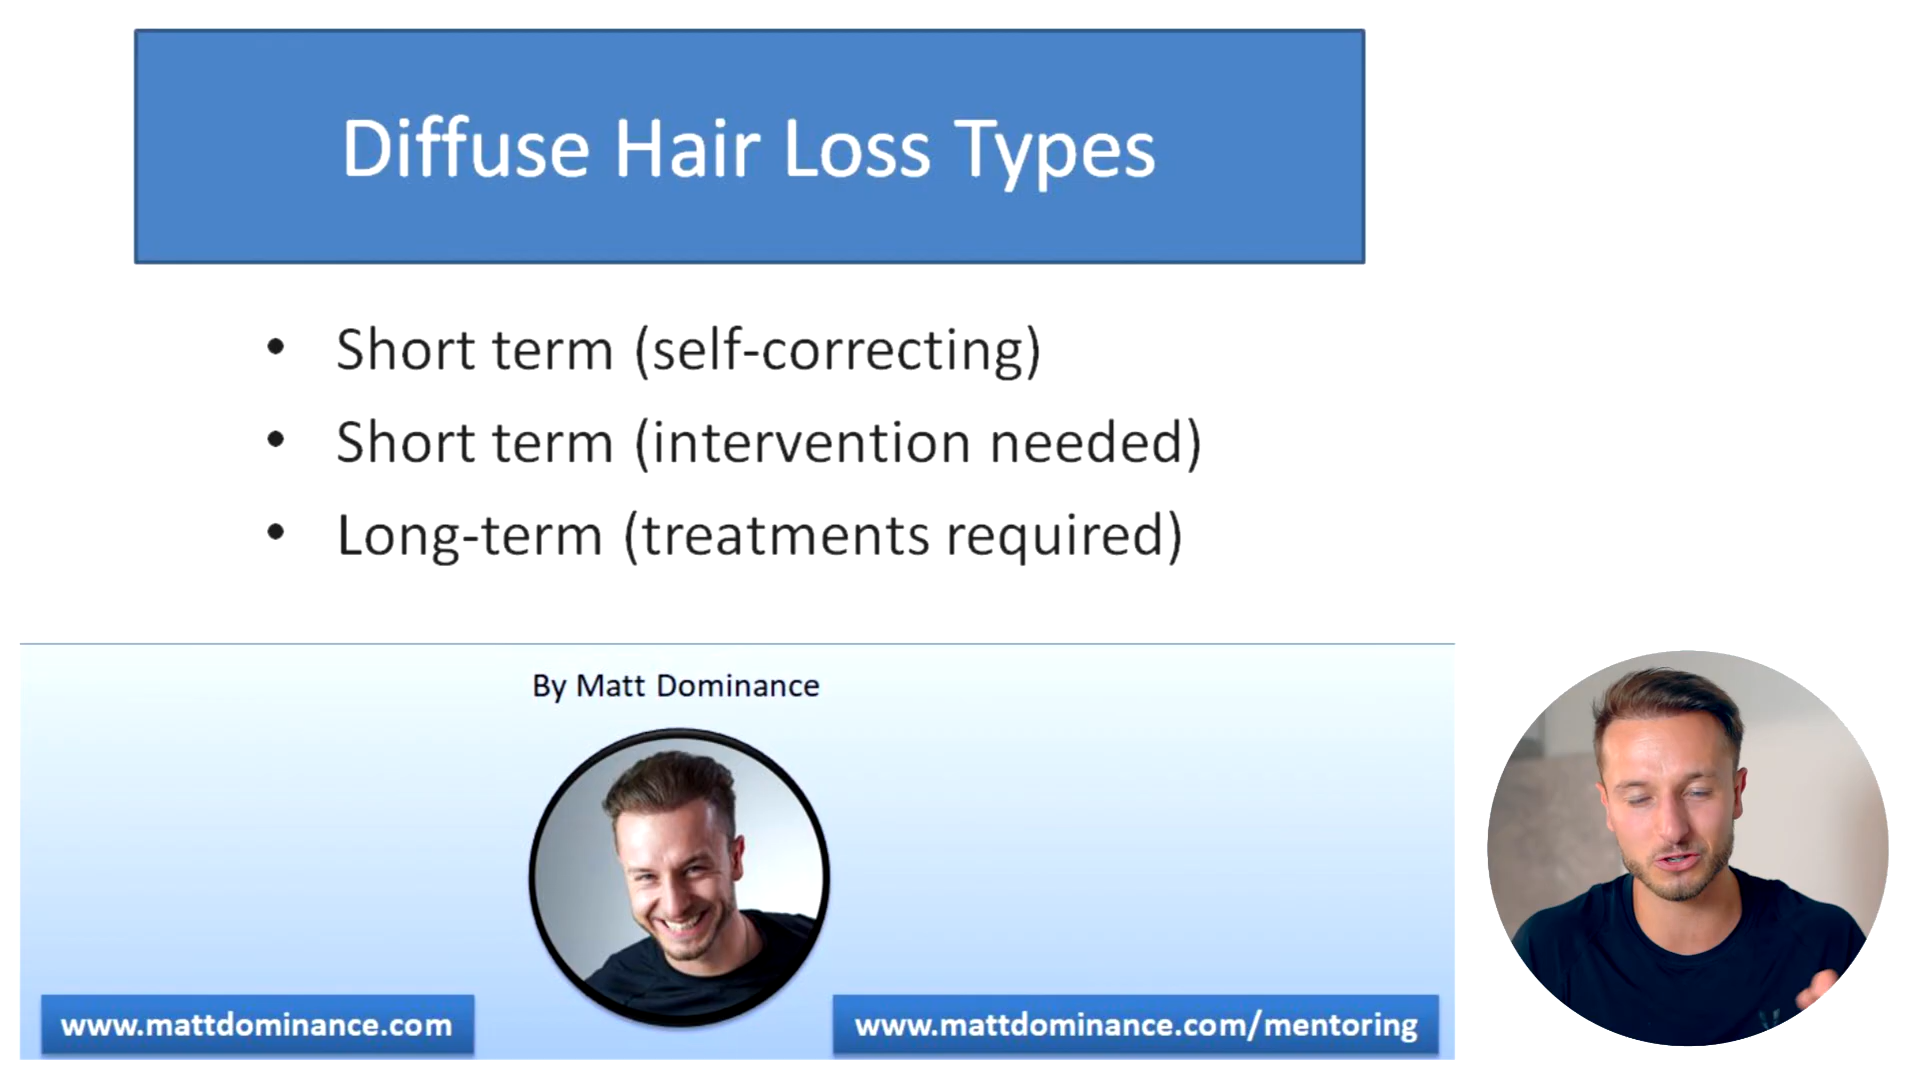 Diffuse Hair Loss Types
• Short term (self-correcting)
• Short term (intervention needed)
• Long-term (treatments required)
By Matt Dominance
www.mattdominance.com
www.mattdominance.com/mentoring